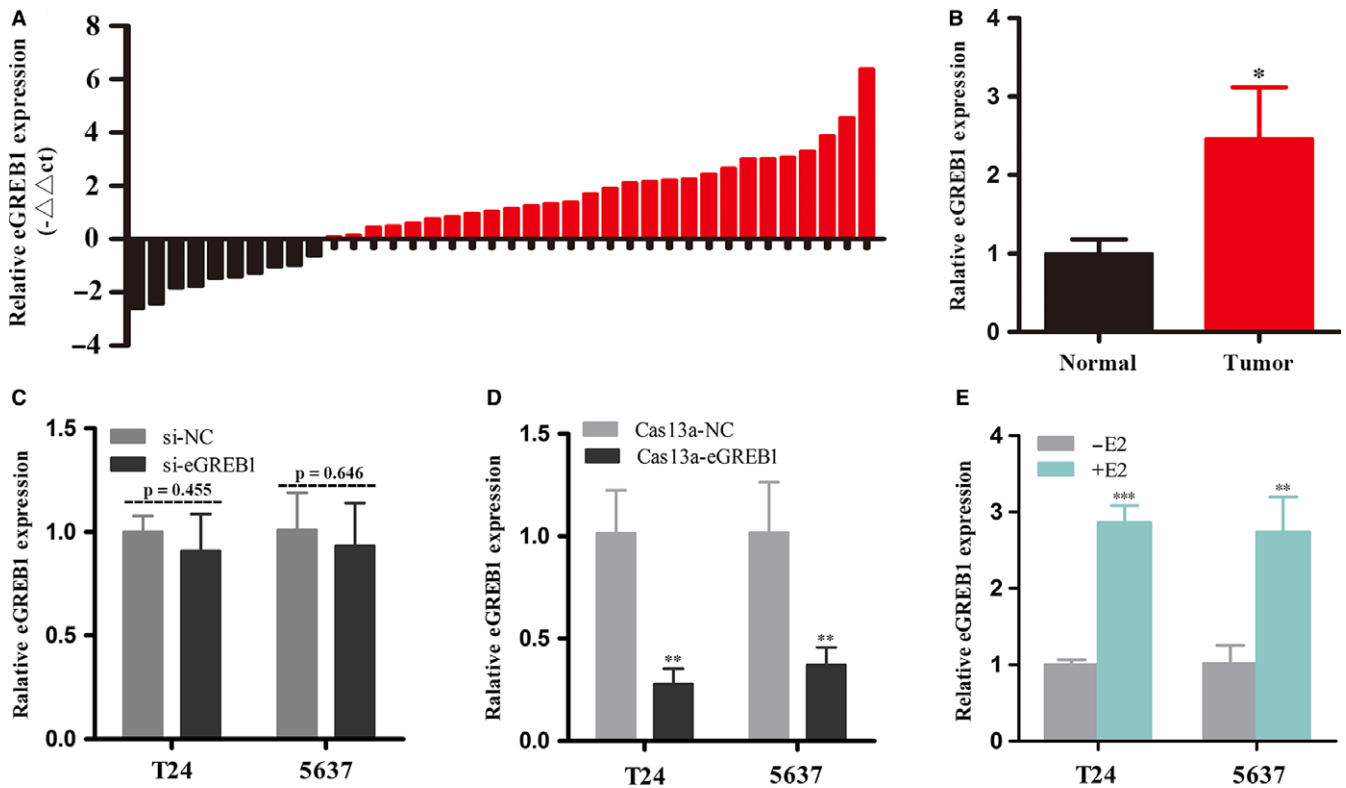 A
Relative eGREB1 expression
(-△△ct)
8
6
4
2
0
−2
−4
B
Ralative eGREB1 expression
4
3
2
1
0
*
Normal
Tumor
C
Ralative eGREB1 expression
1.5
1.0
0.5
0.0
si-NC
si-eGREB1
p = 0.455
p = 0.646
T24
5637
D
Ralative eGREB1 expression
1.5
1.0
0.5
0.0
Cas13a-NC
Cas13a-eGREB1
**
**
T24
5637
E
Ralative eGREB1 expression
4
3
2
1
0
−E2
+E2
***
**
T24
5637